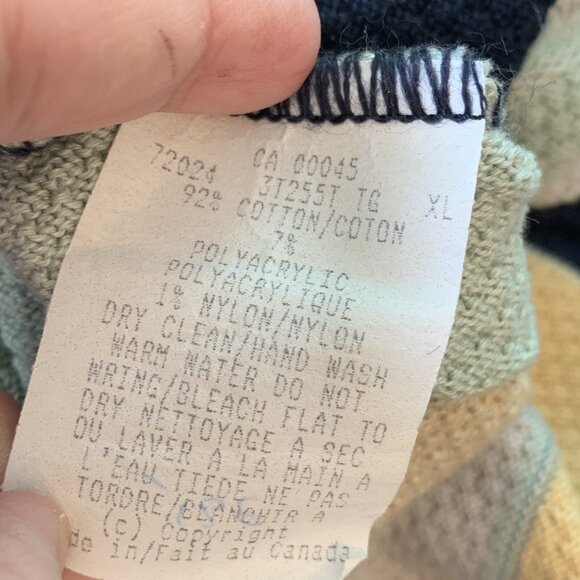 72024 CA 00045
3T255T TG XL
92% COTTON/COTON
7%
POLYACRYLIC
POLYACRYLIQUE
1% NYLON/NYLON
DRY CLEAN/HAND WASH
WARM WATER DO NOT
WRING/BLEACH FLAT TO
DRY NETTOYAGE A SEC
OU LAVER A LA MAIN A
L'EAU TIEDE NE PAS
TORDRE/BLANCHIR A
(c) Copyright
de in/Fait au Canada